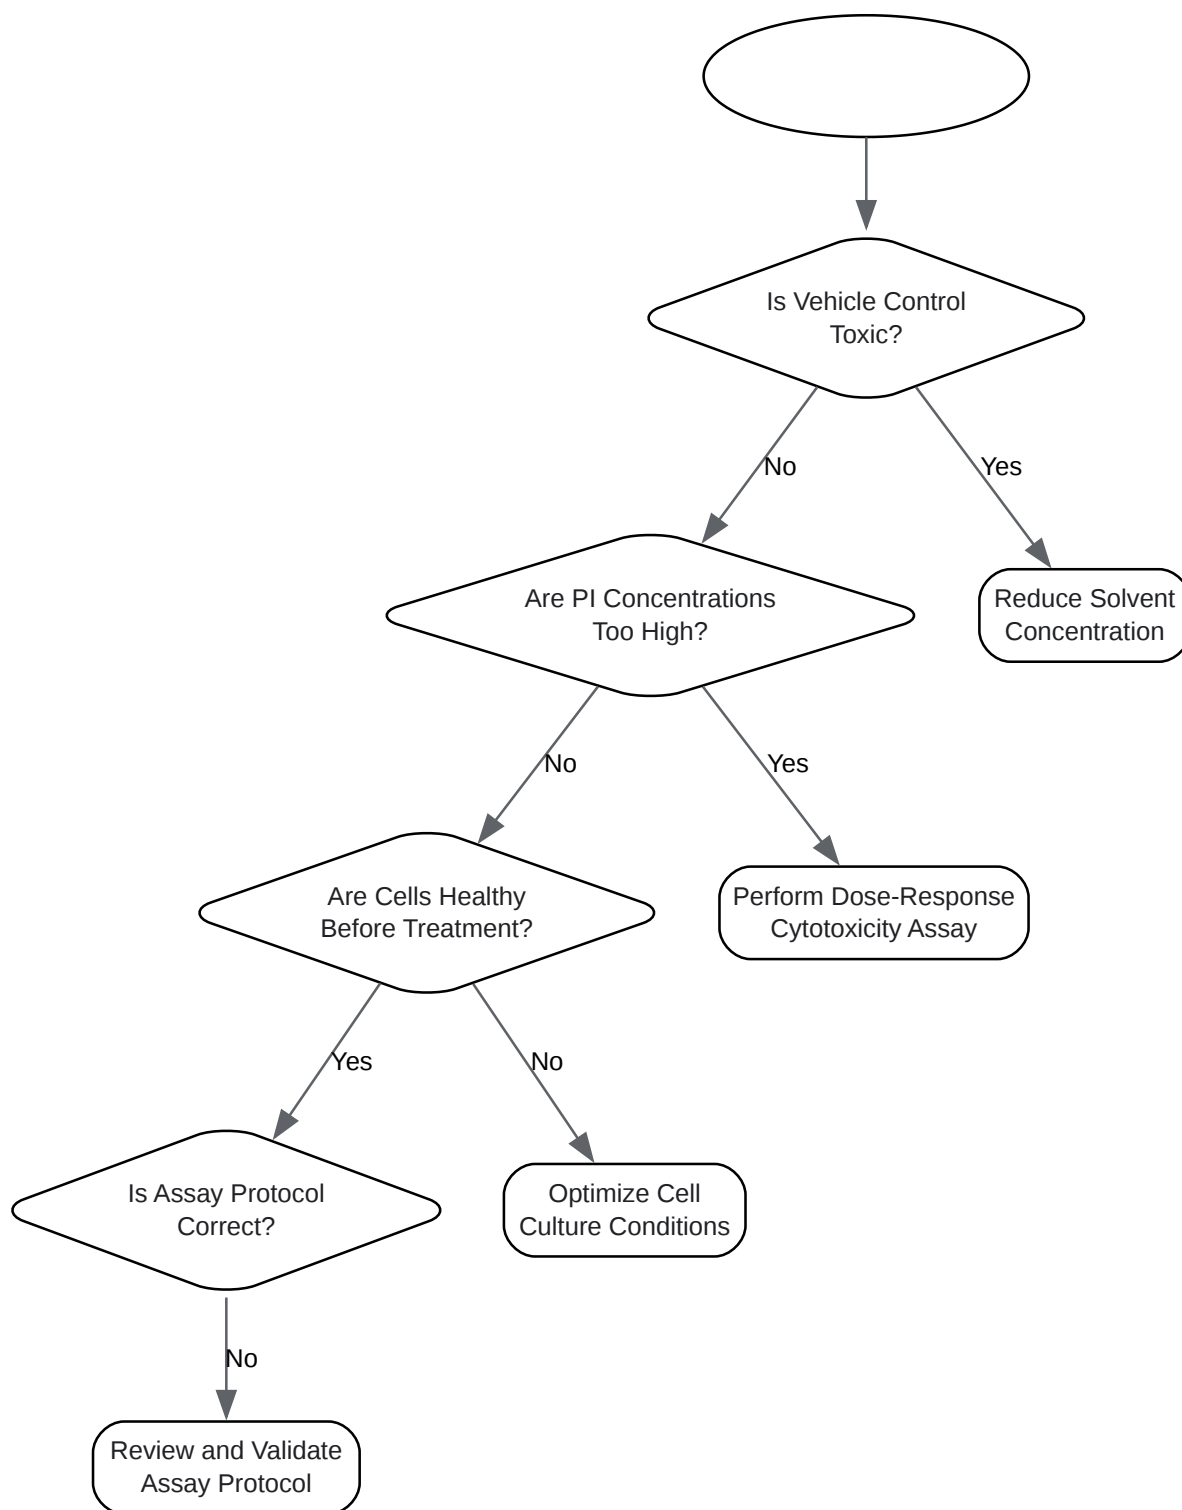 Is Vehicle Control
Toxic?
No
Yes
Are PI Concentrations
Too High?
Reduce Solvent
Concentration
No
Yes
Are Cells Healthy
Before Treatment?
Perform Dose-Response
Cytotoxicity Assay
Yes
No
Is Assay Protocol
Correct?
Optimize Cell
Culture Conditions
No
Review and Validate
Assay Protocol